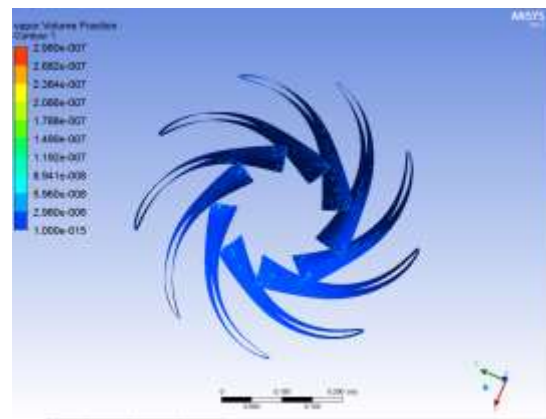 ANSYS
vapor Volume Fraction
Contour 1
2.980e-007
2.682e-007
2.384e-007
2.086e-007
1.788e-007
1.490e-007
1.192e-007
8.941e-008
5.960e-008
2.980e-008
1.000e-015
0